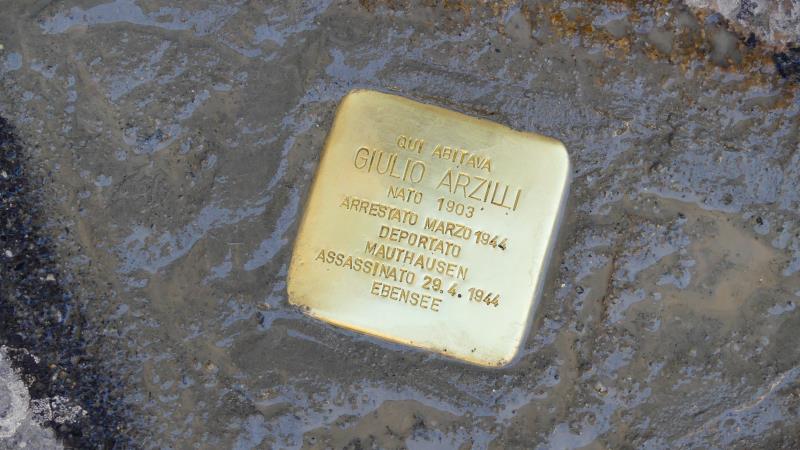 QUI ABITAVA
GIULIO ARZILLI
NATO 1903
ARRESTATO MARZO 1944
DEPORTATO
MAUTHAUSEN
ASSASSINATO 29.4.1944
EBENSEE